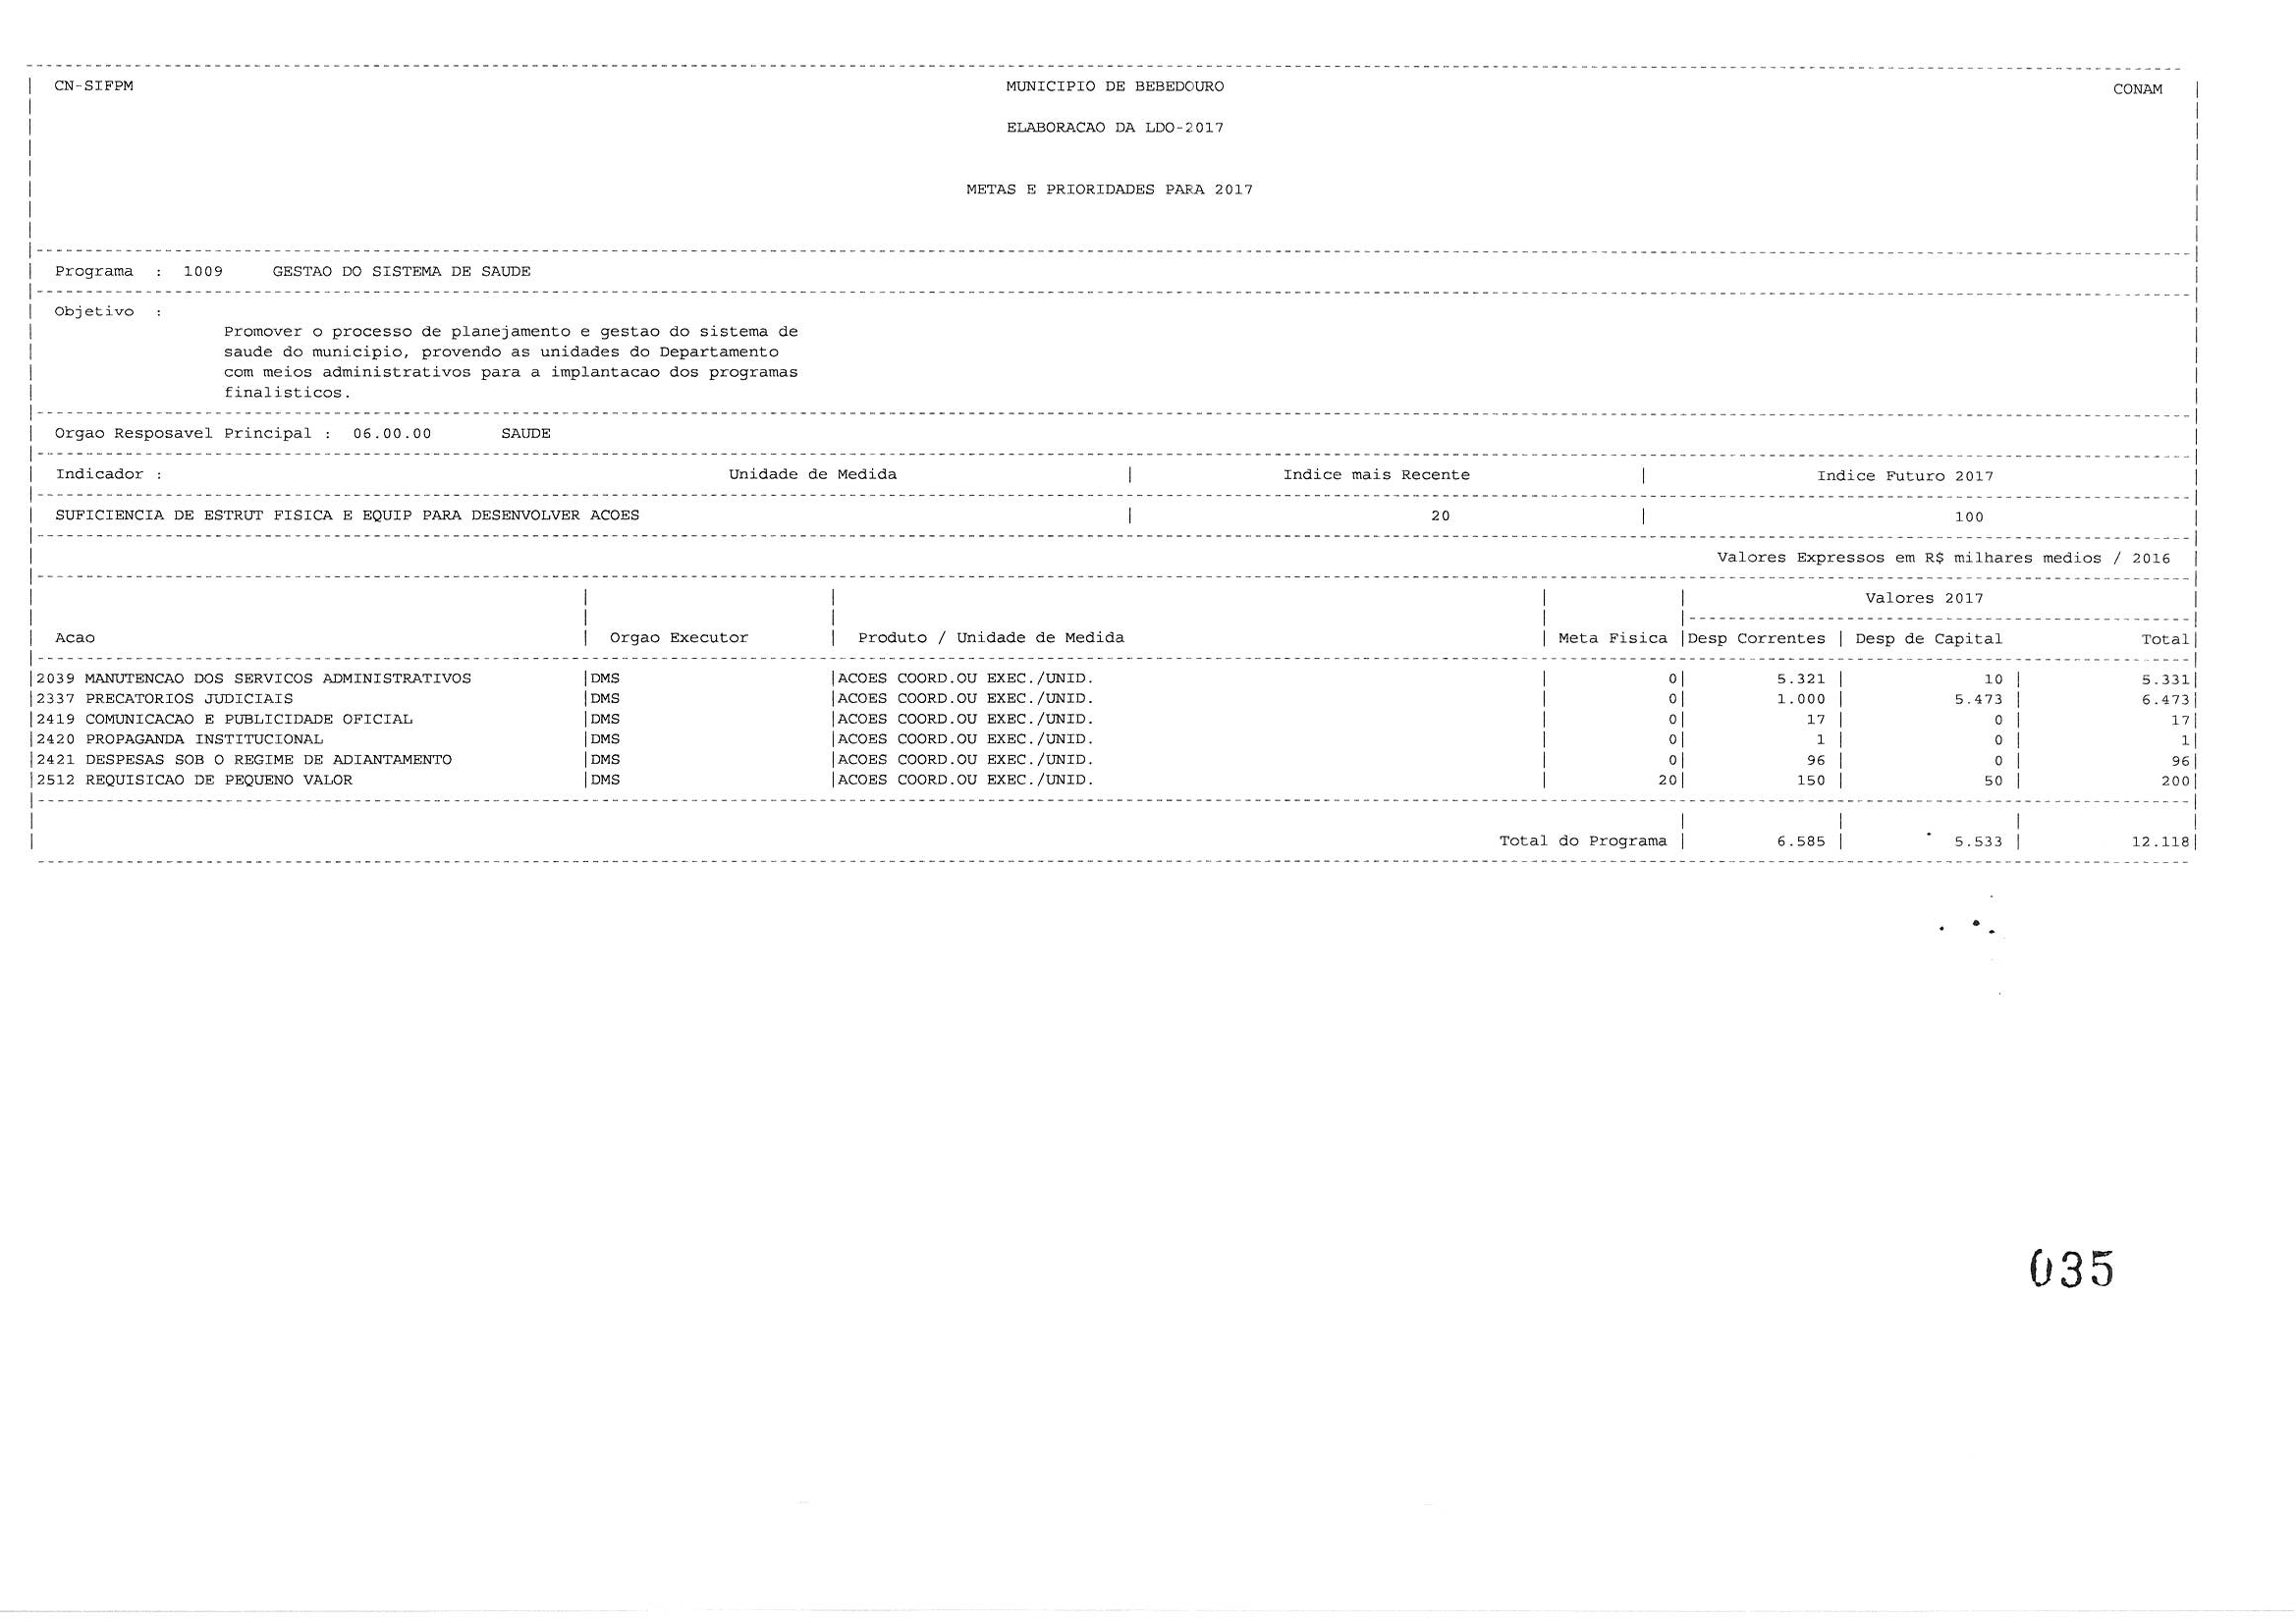 CN-SIFPM MUNICIPIO DE BEBEDOURO CONAM
ELABORACAO DA LDO-2017
METAS E PRIORIDADES PARA 2017
Programa : 1009 GESTAO DO SISTEMA DE SAUDE
Objetivo :
Promover o processo de planejamento e gestao do sistema de
saude do municipio, provendo as unidades do Departamento
com meios administrativos para a implantacao dos programas
finalisticos.
Orgao Resposavel Principal : 06.00.00 SAUDE
Indicador : Unidade de Medida | Indice mais Recente | Indice Futuro 2017
SUFICIENCIA DE ESTRUT FISICA E EQUIP PARA DESENVOLVER ACOES | 20 | 100
Valores Expressos em R$ milhares medios / 2016
Valores 2017
Acao | Orgao Executor | Produto / Unidade de Medida | Meta Fisica | Desp Correntes | Desp de Capital Total
2039 MANUTENCAO DOS SERVICOS ADMINISTRATIVOS | DMS | ACOES COORD.OU EXEC./UNID. | 0 | 5.321 | 10 | 5.331
2337 PRECATORIOS JUDICIAIS | DMS | ACOES COORD.OU EXEC./UNID. | 0 | 1.000 | 5.473 | 6.473
2419 COMUNICACAO E PUBLICIDADE OFICIAL | DMS | ACOES COORD.OU EXEC./UNID. | 0 | 17 | 0 | 17
2420 PROPAGANDA INSTITUCIONAL | DMS | ACOES COORD.OU EXEC./UNID. | 0 | 1 | 0 | 1
2421 DESPESAS SOB O REGIME DE ADIANTAMENTO | DMS | ACOES COORD.OU EXEC./UNID. | 0 | 96 | 0 | 96
2512 REQUISICAO DE PEQUENO VALOR | DMS | ACOES COORD.OU EXEC./UNID. | 20 | 150 | 50 | 200
Total do Programa | 6.585 | 5.533 | 12.118
035